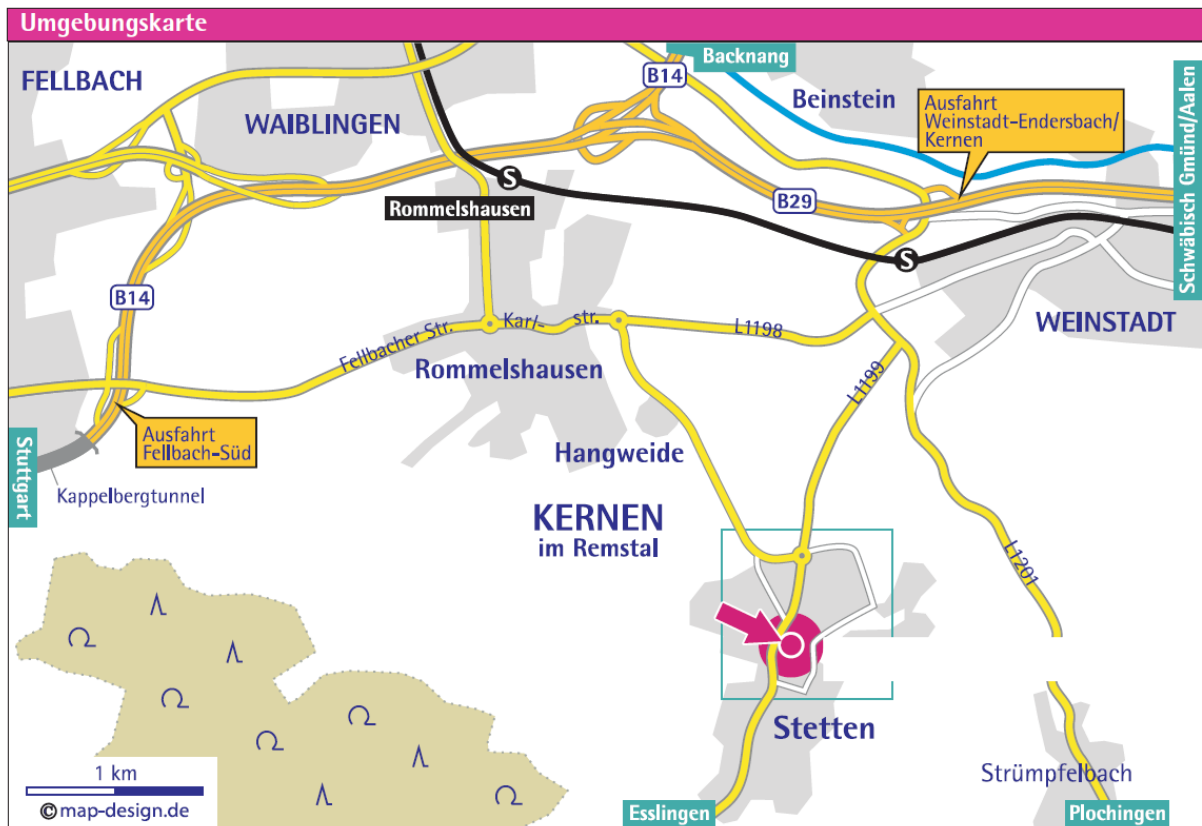 Umgebungskarte
FELLBACH
WAIBLINGEN
B14
Backnang
Beinstein
Ausfahrt
Weinstadt-Endersbach/
Kernen
Schwäbisch Gmünd/Aalen
S
Rommelshausen
B29
S
B14
Fellbacher Str.
Karl-
str.
L1198
WEINSTADT
Rommelshausen
L1199
Ausfahrt
Fellbach-Süd
Stuttgart
Kappelbergtunnel
Hangweide
KERNEN
im Remstal
L1201
Stetten
Strümpfelbach
1 km
© map-design.de
Esslingen
Plochingen